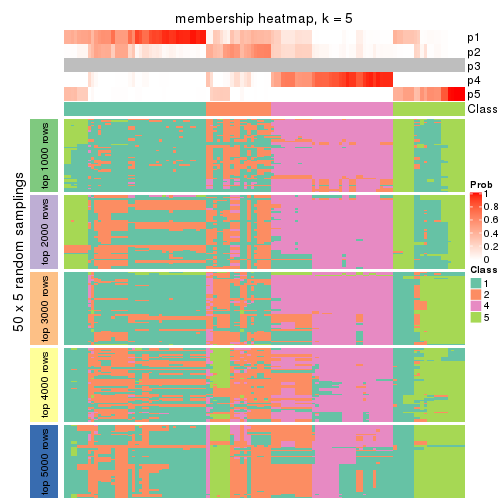 membership heatmap, k = 5
p1
p2
p3
p4
p5
Class
50 x 5 random samplings
top 1000 rows
top 2000 rows
top 3000 rows
top 4000 rows
top 5000 rows
Prob
1
0.8
0.6
0.4
0.2
0
Class
1
2
4
5